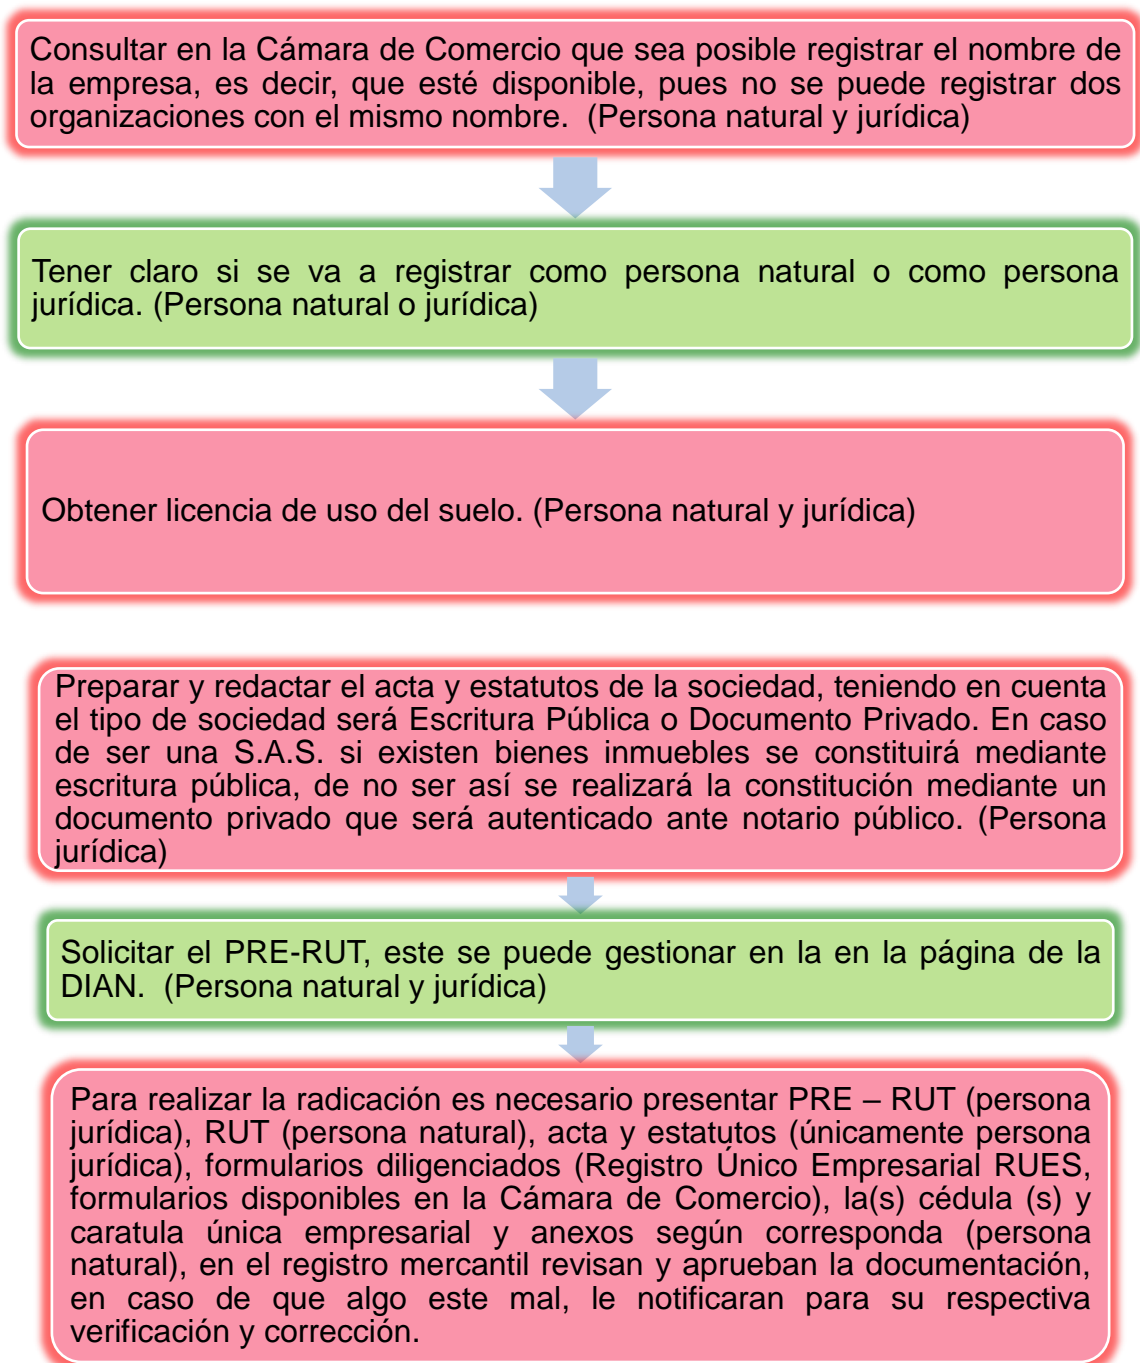 Consultar en la Cámara de Comercio que sea posible registrar el nombre de
la empresa, es decir, que esté disponible, pues no se puede registrar dos
organizaciones con el mismo nombre.  (Persona natural y jurídica)
Tener claro si se va a registrar como persona natural o como persona
jurídica. (Persona natural o jurídica)
Obtener licencia de uso del suelo. (Persona natural y jurídica)
Preparar y redactar el acta y estatutos de la sociedad, teniendo en cuenta
el tipo de sociedad será Escritura Pública o Documento Privado. En caso
de ser una S.A.S. si existen bienes inmuebles se constituirá mediante
escritura pública, de no ser así se realizará la constitución mediante un
documento privado que será autenticado ante notario público. (Persona
jurídica)
Solicitar el PRE-RUT, este se puede gestionar en la en la página de la
DIAN.  (Persona natural y jurídica)
Para realizar la radicación es necesario presentar PRE – RUT (persona
jurídica), RUT (persona natural), acta y estatutos (únicamente persona
jurídica), formularios diligenciados (Registro Único Empresarial RUES,
formularios disponibles en la Cámara de Comercio), la(s) cédula (s) y
caratula única empresarial y anexos según corresponda (persona
natural), en el registro mercantil revisan y aprueban la documentación,
en caso de que algo este mal, le notificaran para su respectiva
verificación y corrección.